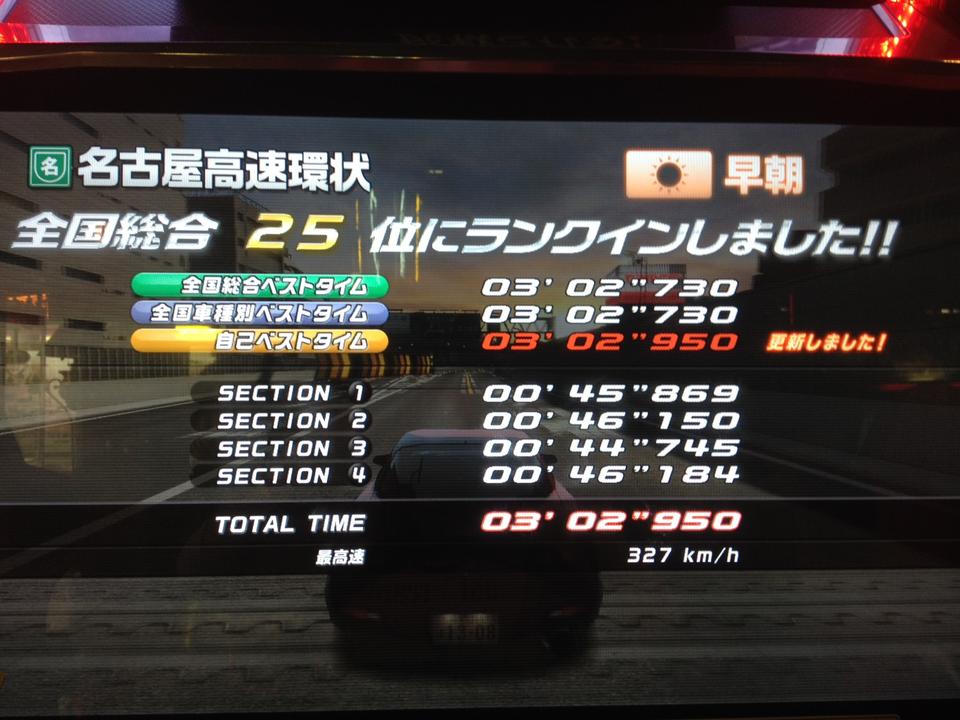 名 名古屋高速環状 早朝
全国総合 25 位にランクインしました!!
全国総合ベストタイム 03' 02"730
全国車種別ベストタイム 03' 02"730
自己ベストタイム 03' 02"950 更新しました!
SECTION 1 00' 45"869
SECTION 2 00' 46"150
SECTION 3 00' 44"745
SECTION 4 00' 46"184
TOTAL TIME 03' 02"950
最高速 327 km/h